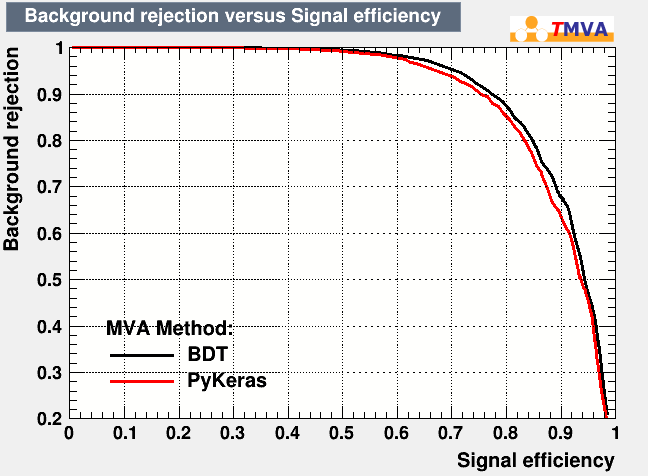 Background rejection versus Signal efficiency
TMVA
Background rejection
1
0.9
0.8
0.7
0.6
0.5
0.4
0.3
0.2
MVA Method:
BDT
PyKeras
0 0.1 0.2 0.3 0.4 0.5 0.6 0.7 0.8 0.9 1
Signal efficiency